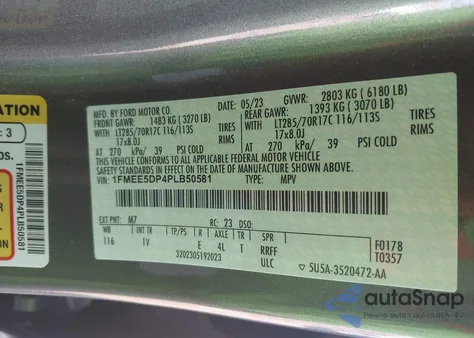 ATION
: 3
bs.
1FMEE5DP4PLB50581
MFD. BY FORD MOTOR CO.
05/23 GVWR: 2803 KG ( 6180 LB)
FRONT GAWR: 1483 KG ( 3270 LB) REAR GAWR: 1393 KG ( 3070 LB)
LT285/70R17C 116/113S TIRES LT285/70R17C 116/113S TIRES
17x8.0J RIMS 17x8.0J RIMS
AT 270 kPa/ 39 PSI COLD AT 270 kPa/ 39 PSI COLD
THIS VEHICLE CONFORMS TO ALL APPLICABLE FEDERAL MOTOR VEHICLE
SAFETY STANDARDS IN EFFECT ON THE
DATE OF MANUFACTURE SHOWN ABOVE.
VIN: 1FMEE5DP4PLB50581 TYPE: MPV
EXT PNT: M7 RC: 23 DSO:
WB INT TR TP/PS R AXLE TR SPR
116 1V E 4L T RRFF F0178
3202305192023 ULC T0357
5U5A-3520472-AA
autoSnap